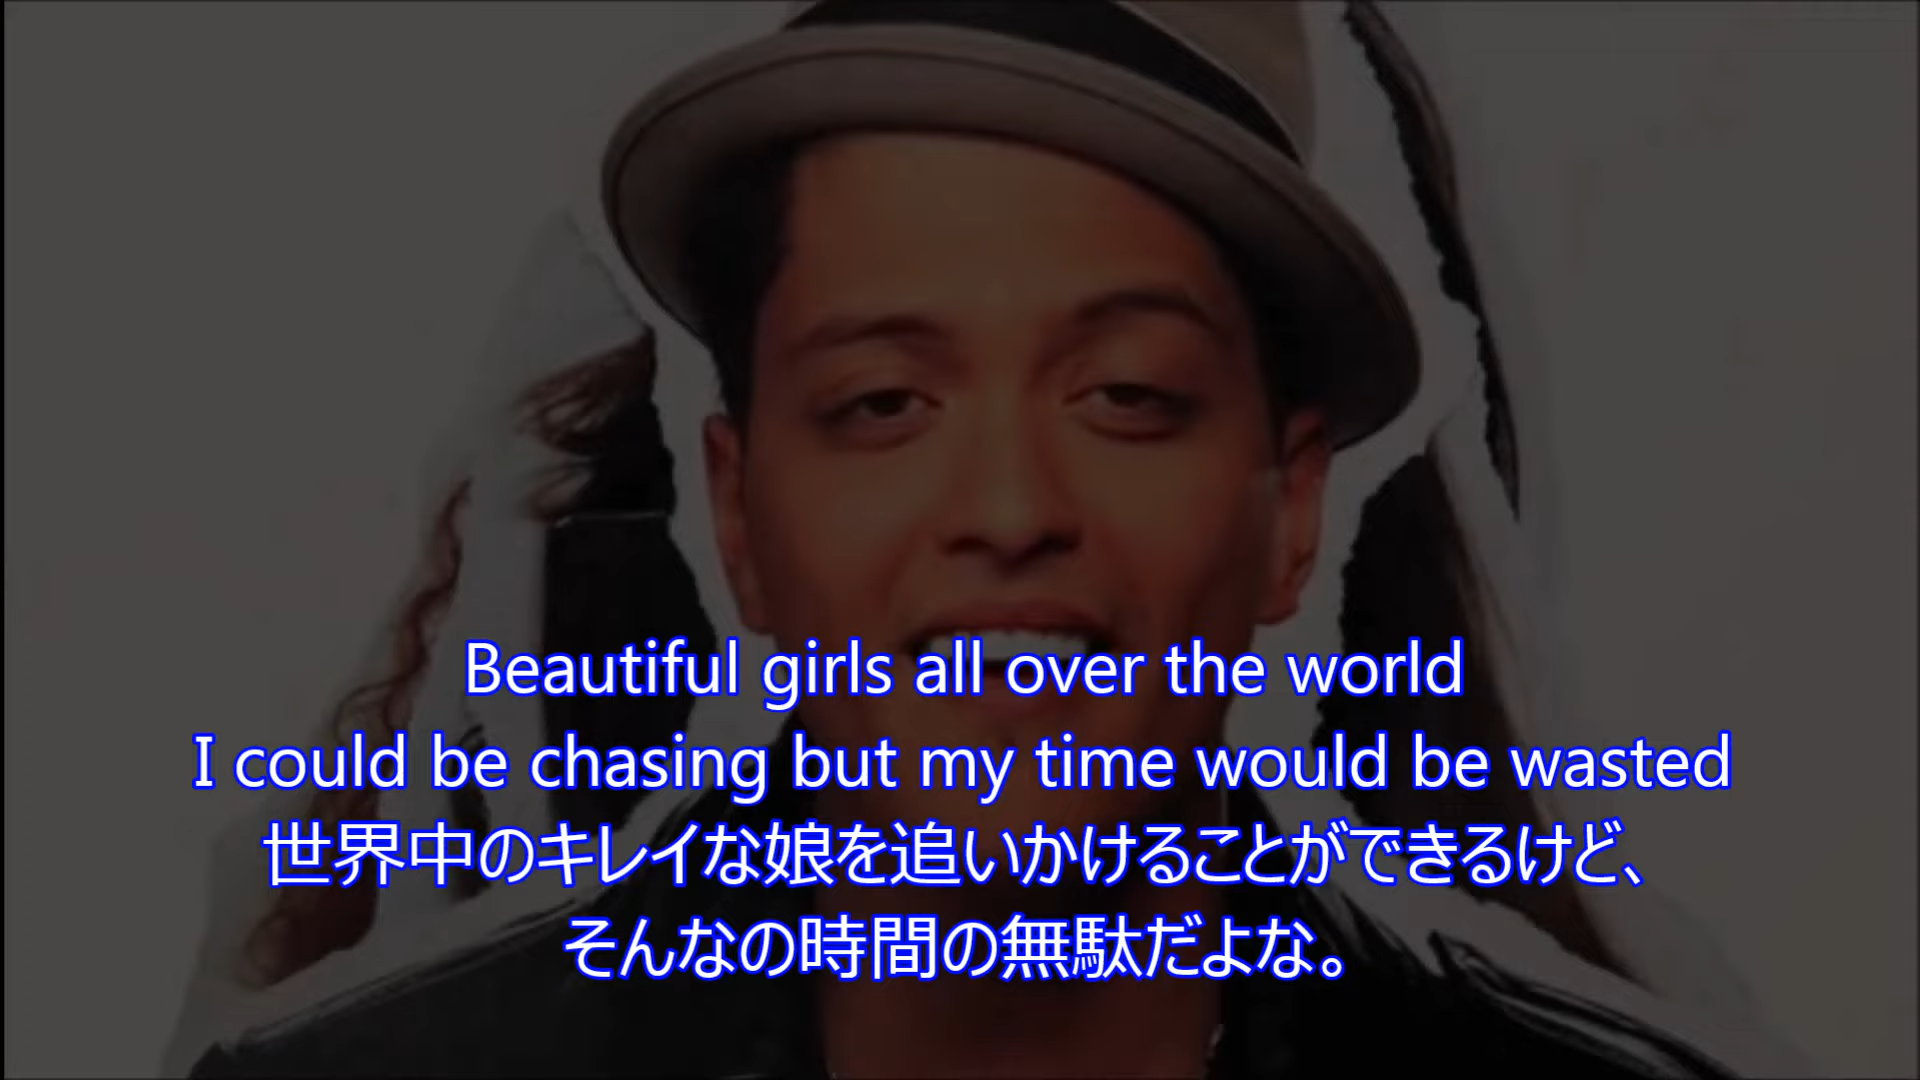 Beautiful girls all over the world
I could be chasing but my time would be wasted
世界中のキレイな娘を追いかけることができるけど、
そんなの時間の無駄だよな。